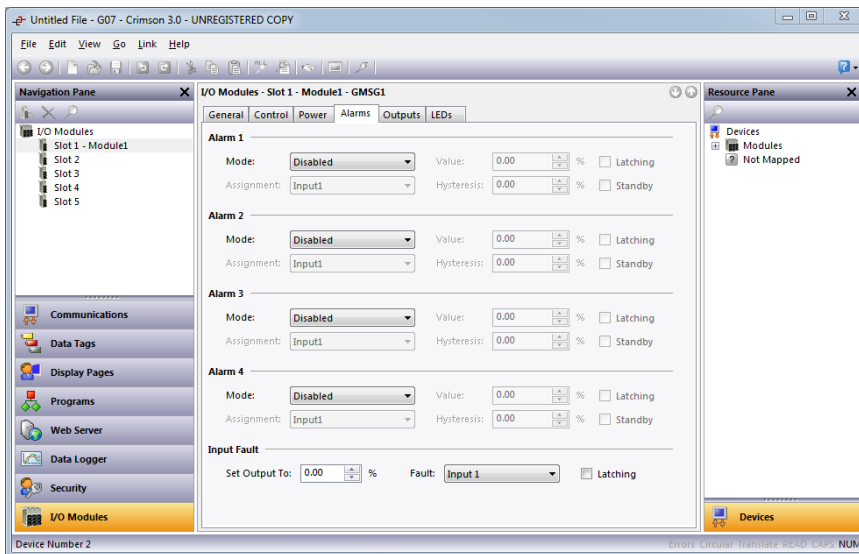 Untitled File - G07 - Crimson 3.0 - UNREGISTERED COPY
File Edit View Go Link Help
Navigation Pane
I/O Modules
Slot 1 - Module1
Slot 2
Slot 3
Slot 4
Slot 5
Communications
Data Tags
Display Pages
Programs
Web Server
Data Logger
Security
I/O Modules
I/O Modules - Slot 1 - Module1 - GMSG1
General Control Power Alarms Outputs LEDs
Alarm 1
Mode: Disabled Value: 0.00 % Latching
Assignment: Input1 Hysteresis: 0.00 % Standby
Alarm 2
Mode: Disabled Value: 0.00 % Latching
Assignment: Input1 Hysteresis: 0.00 % Standby
Alarm 3
Mode: Disabled Value: 0.00 % Latching
Assignment: Input1 Hysteresis: 0.00 % Standby
Alarm 4
Mode: Disabled Value: 0.00 % Latching
Assignment: Input1 Hysteresis: 0.00 % Standby
Input Fault
Set Output To: 0.00 % Fault: Input 1 Latching
Resource Pane
Devices
Modules
? Not Mapped
Devices
Device Number 2
Errors Circular Translate READ CAPS NUM